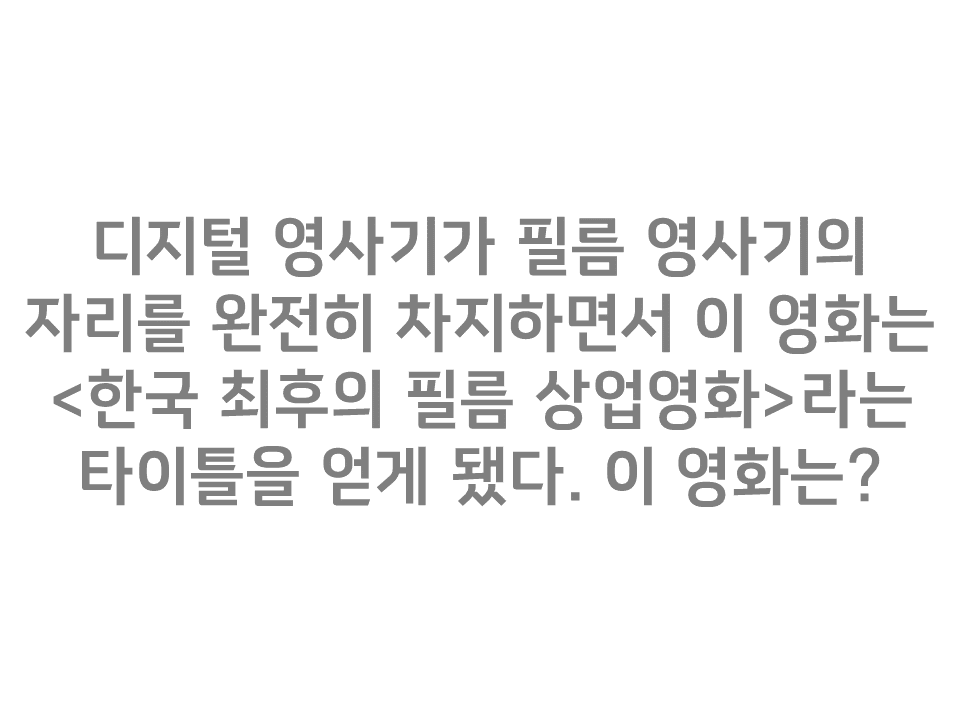 디지털 영사기가 필름 영사기의
자리를 완전히 차지하면서 이 영화는
<한국 최후의 필름 상업영화>라는
타이틀을 얻게 됐다. 이 영화는?